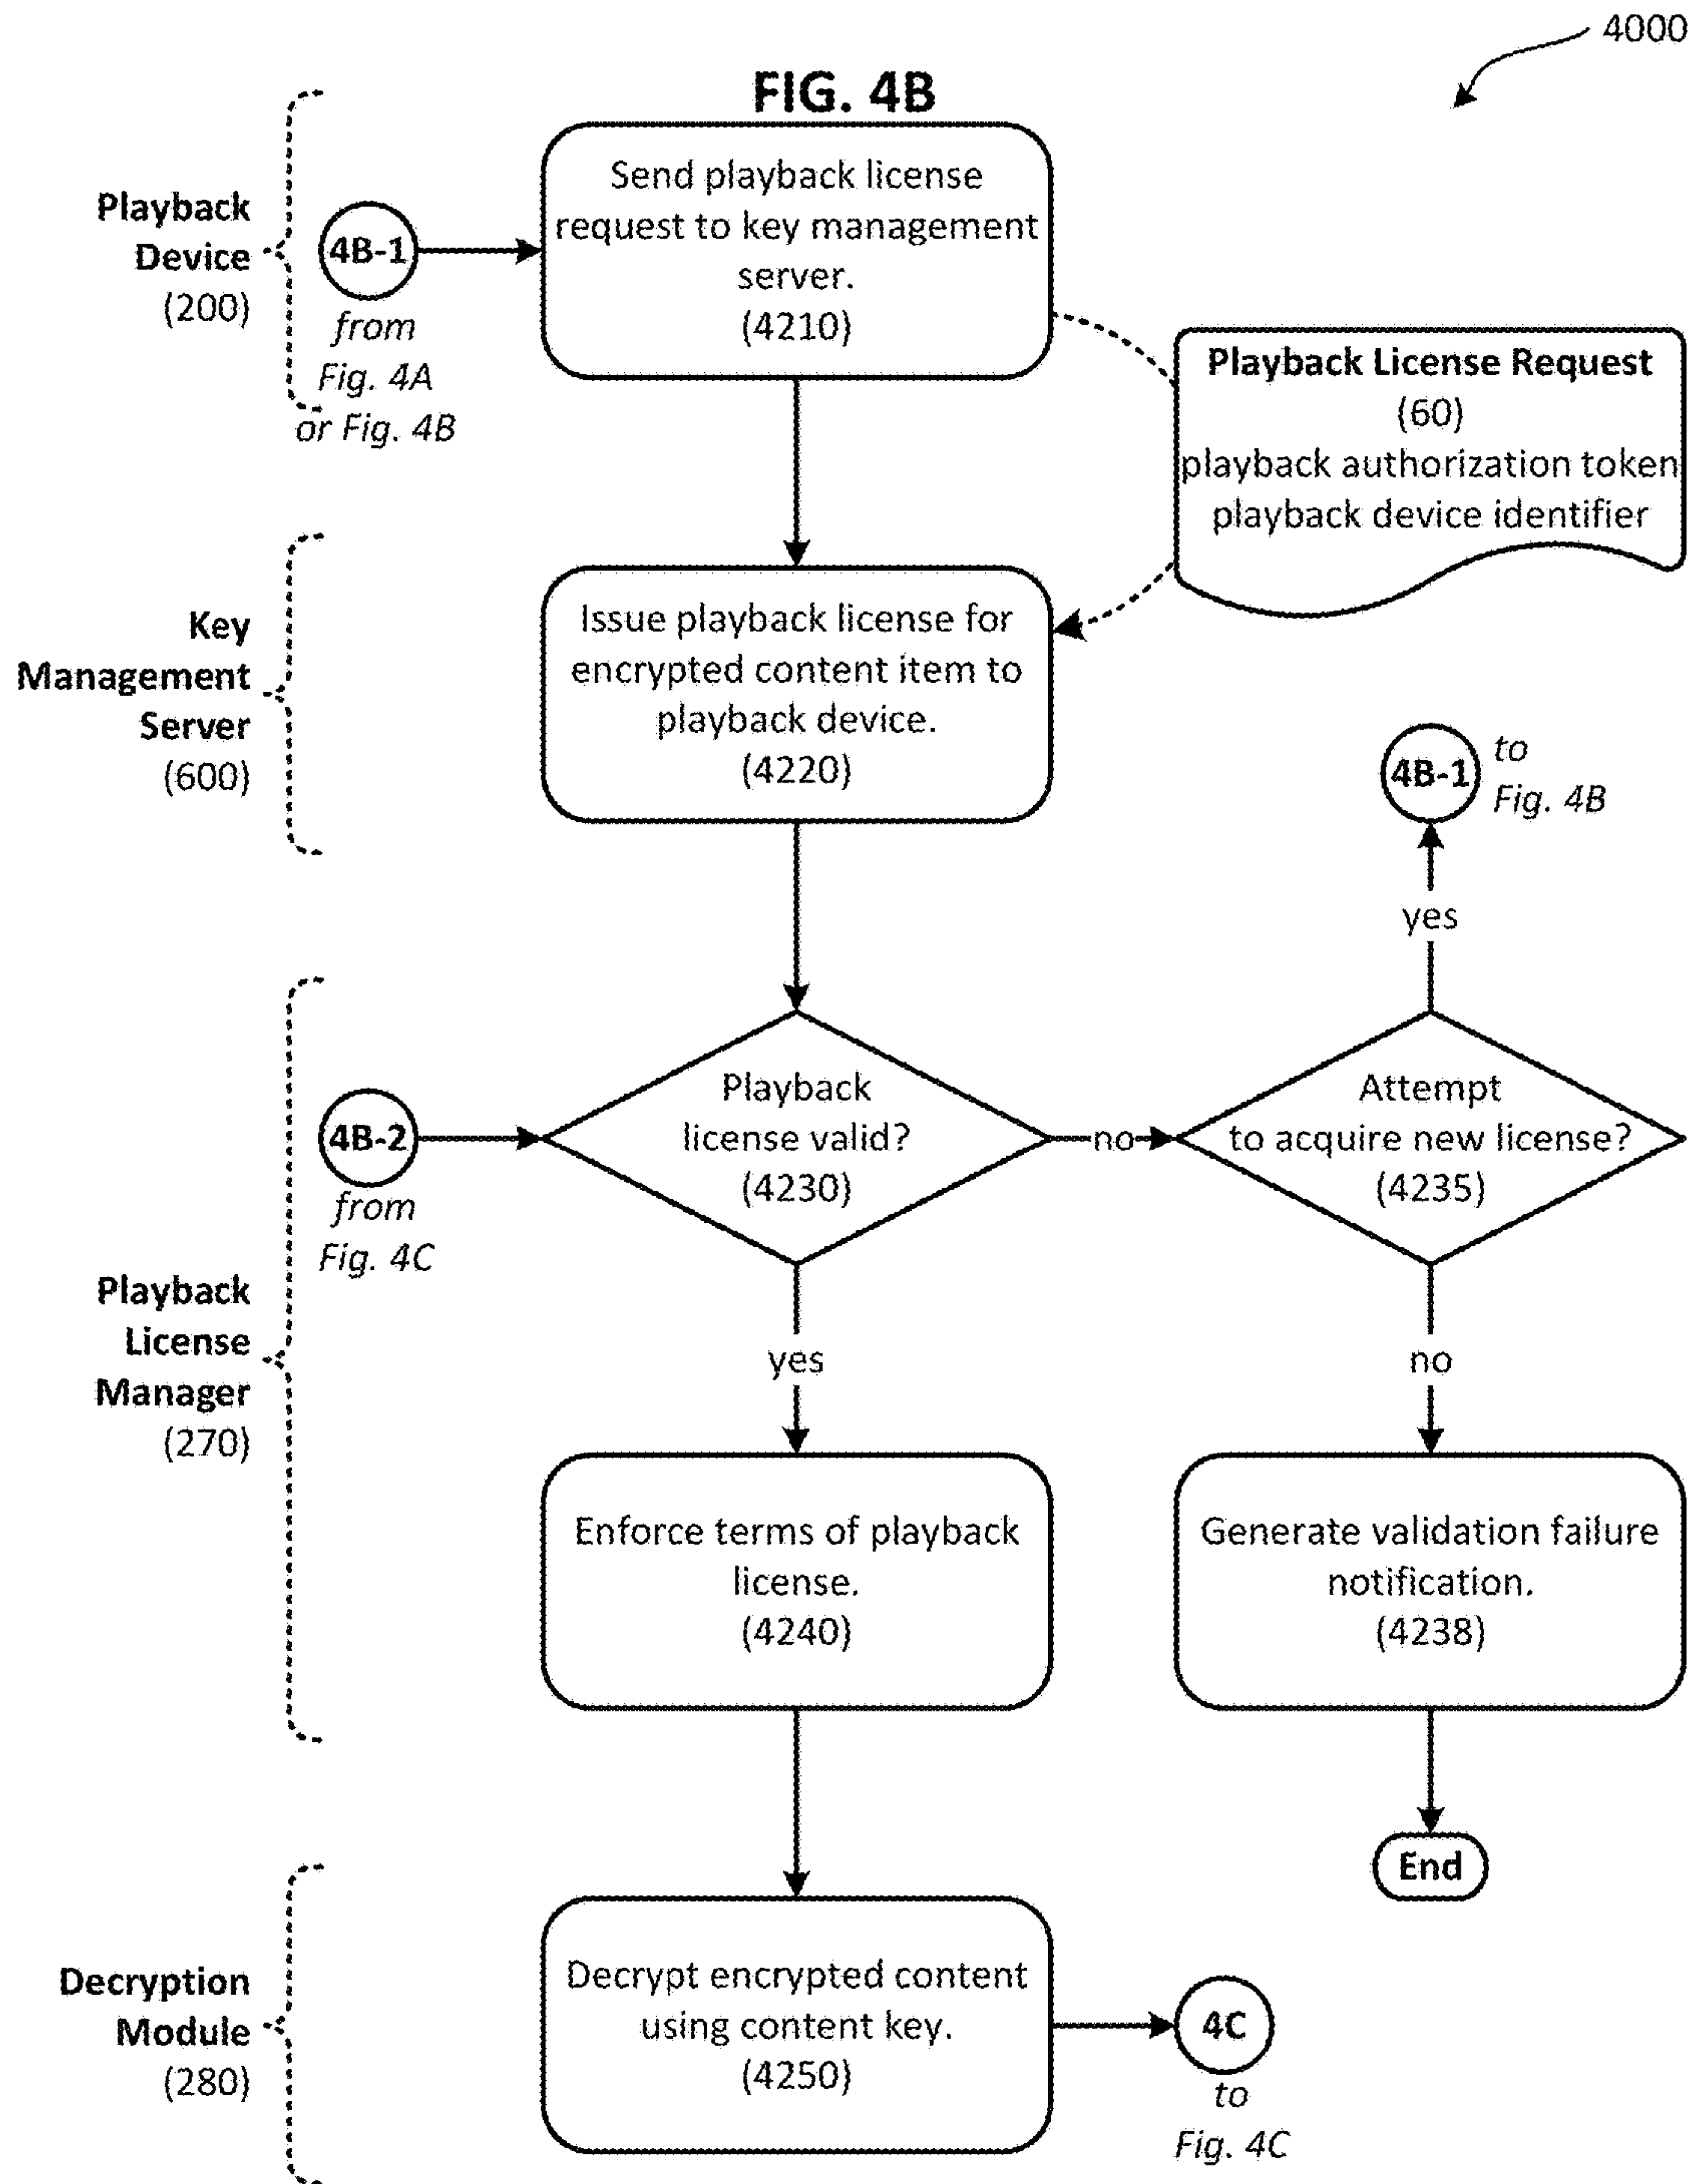 4000
FIG. 4B
Playback
Device
(200)
4B-1
from
Fig. 4A
or Fig. 4B
Send playback license
request to key management
server.
(4210)
Playback License Request
(60)
playback authorization token
playback device identifier
Key
Management
Server
(600)
Issue playback license for
encrypted content item to
playback device.
(4220)
4B-1
to
Fig. 4B
yes
Playback
License
Manager
(270)
4B-2
from
Fig. 4C
Playback
license valid?
(4230)
no
Attempt
to acquire new license?
(4235)
yes
no
Enforce terms of playback
license.
(4240)
Generate validation failure
notification.
(4238)
End
Decryption
Module
(280)
Decrypt encrypted content
using content key.
(4250)
4C
to
Fig. 4C